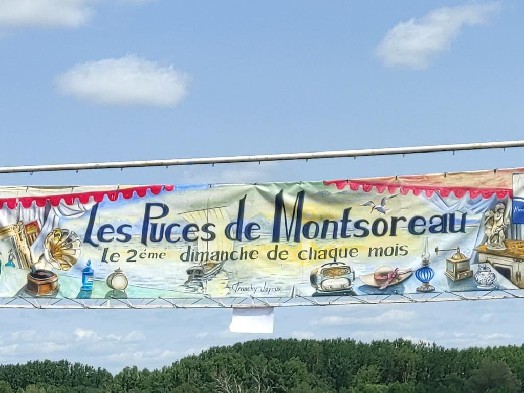 Les Puces de Montsoreau
le 2ème dimanche de chaque mois